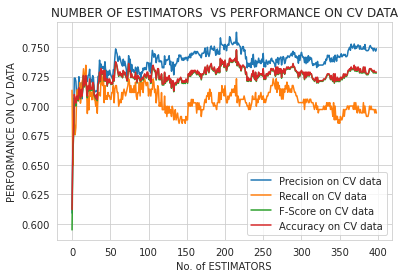 NUMBER OF ESTIMATORS VS PERFORMANCE ON CV DATA
PERFORMANCE ON CV DATA
0.750
0.725
0.700
0.675
0.650
0.625
0.600
Precision on CV data
Recall on CV data
F-Score on CV data
Accuracy on CV data
0 50 100 150 200 250 300 350 400
No. of ESTIMATORS